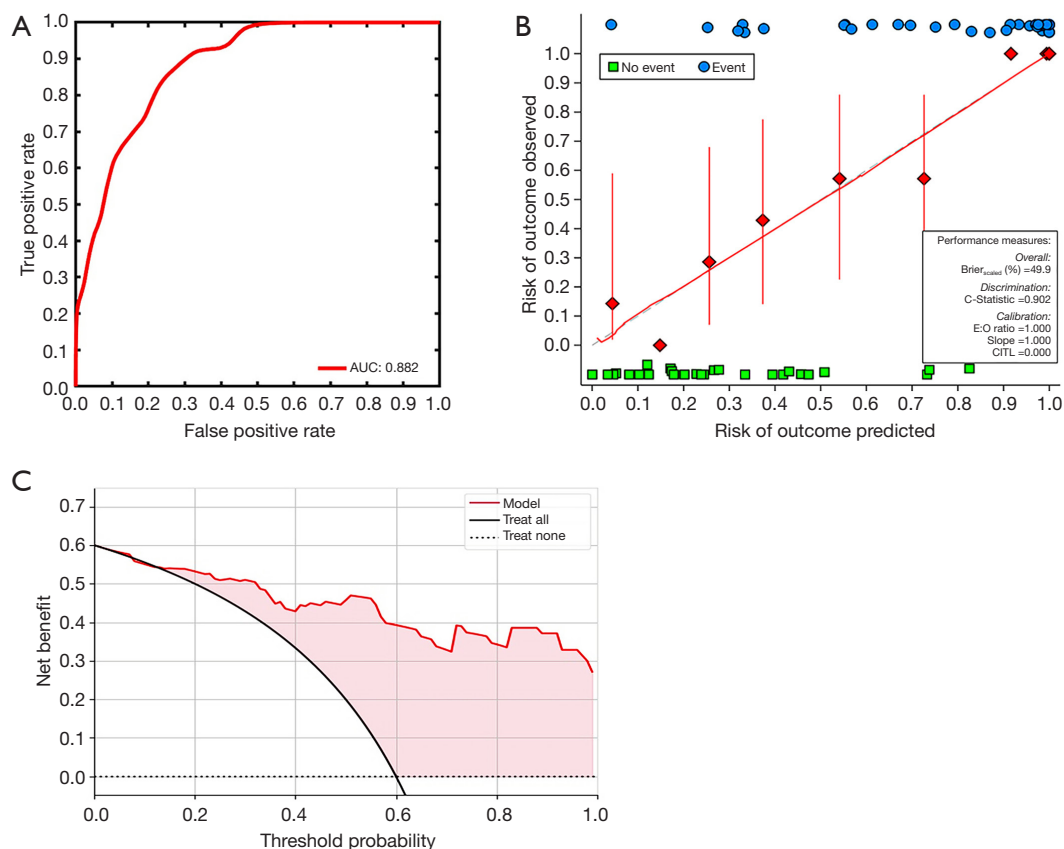 A
1.0
0.9
0.8
0.7
0.6
0.5
0.4
0.3
0.2
0.1
0.0
True positive rate
AUC: 0.882
0.0 0.1 0.2 0.3 0.4 0.5 0.6 0.7 0.8 0.9 1.0
False positive rate
B
No event Event
1.0
0.9
0.8
0.7
0.6
0.5
0.4
0.3
0.2
0.1
0.0
Risk of outcome observed
Performance measures:
Overall:
Brierscaled (%) =49.9
Discrimination:
C-Statistic =0.902
Calibration:
E:O ratio =1.000
Slope =1.000
CITL =0.000
0.0 0.1 0.2 0.3 0.4 0.5 0.6 0.7 0.8 0.9 1.0
Risk of outcome predicted
C
0.7
0.6
0.5
0.4
0.3
0.2
0.1
0.0
Net benefit
Model
Treat all
Treat none
0.0 0.2 0.4 0.6 0.8 1.0
Threshold probability